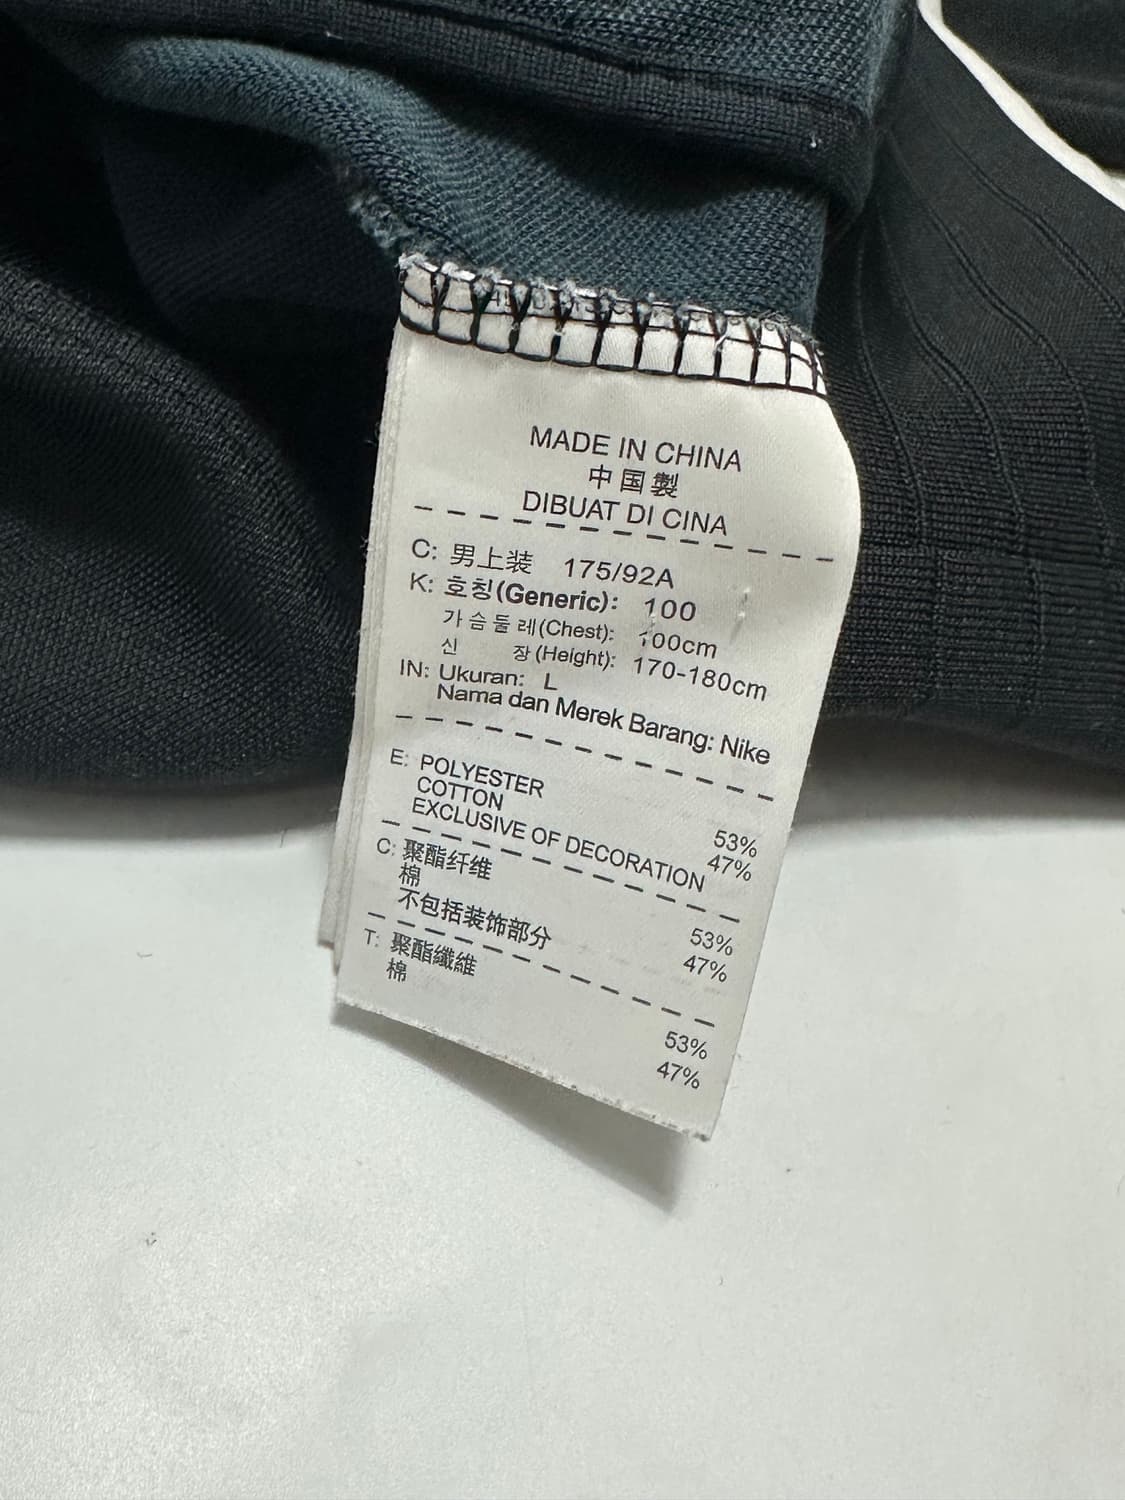 MADE IN CHINA
中国製
DIBUAT DI CINA
C: 男上装 175/92A
K: 호칭(Generic): 100
가슴둘레(Chest): 100cm
신 장(Height): 170-180cm
IN: Ukuran: L
Nama dan Merek Barang: Nike
E: POLYESTER 53%
COTTON 47%
EXCLUSIVE OF DECORATION
C: 聚酯纤维 53%
棉 47%
不包括装饰部分
T: 聚酯纖維 53%
棉 47%